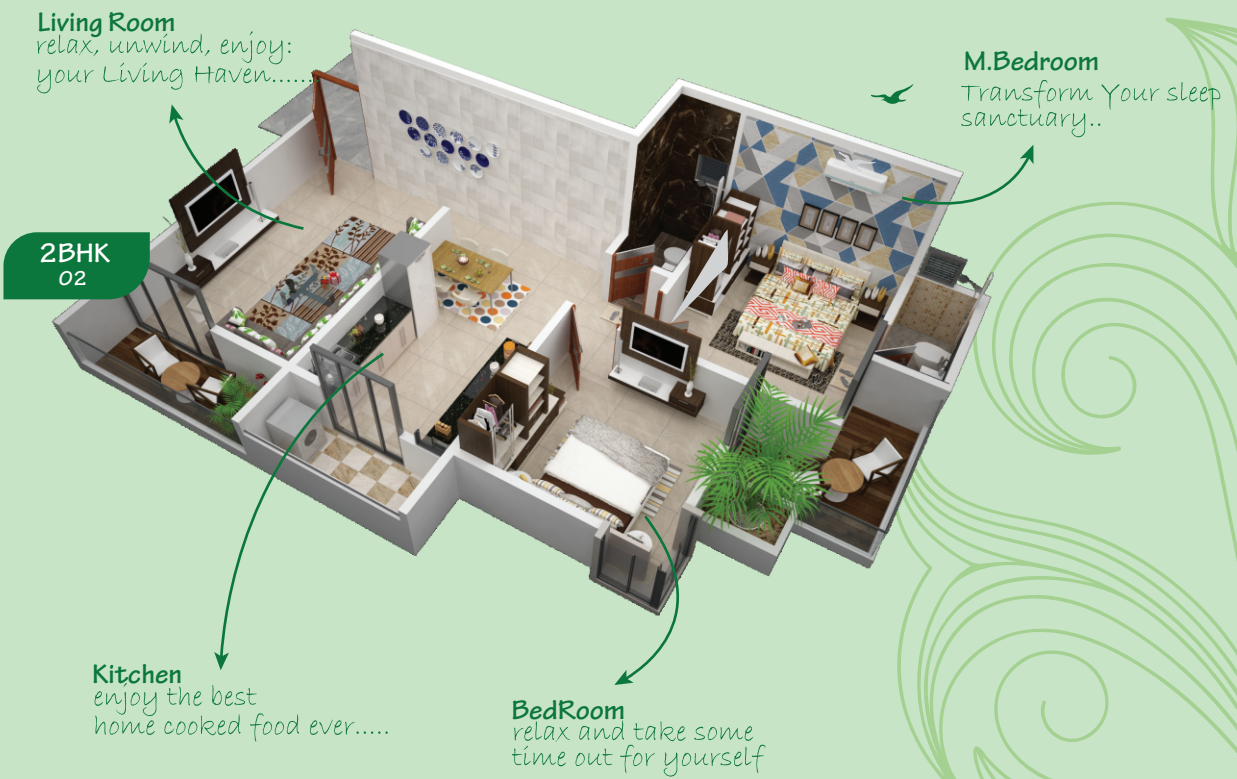 Living Room
relax, unwind, enjoy:
your Living Haven......
M.Bedroom
Transform Your sleep
sanctuary..
2BHK
02
Kitchen
enjoy the best
home cooked food ever.....
BedRoom
relax and take some
time out for yourself